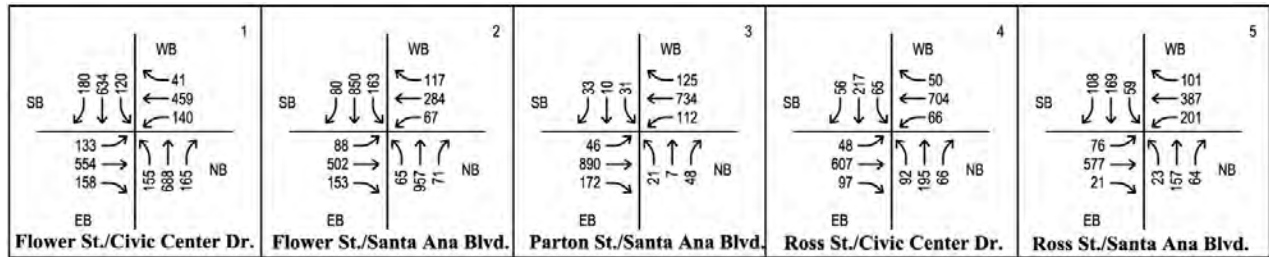 1
WB
SB
180 634 120
41
459
140
133
554
158
155 688 165
NB
EB
Flower St./Civic Center Dr.
2
WB
SB
80 850 163
117
284
67
88
502
153
65 957 71
NB
EB
Flower St./Santa Ana Blvd.
3
WB
SB
33 10 31
125
734
112
46
890
172
21 7 48
NB
EB
Parton St./Santa Ana Blvd.
4
WB
SB
56 217 65
50
704
66
48
607
97
92 195 66
NB
EB
Ross St./Civic Center Dr.
5
WB
SB
108 169 59
101
387
201
76
577
21
23 157 64
NB
EB
Ross St./Santa Ana Blvd.